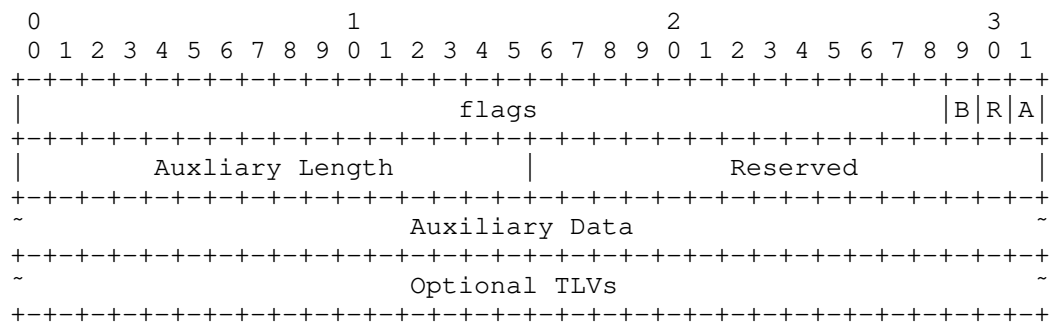 0                   1                   2                   3
 0 1 2 3 4 5 6 7 8 9 0 1 2 3 4 5 6 7 8 9 0 1 2 3 4 5 6 7 8 9 0 1
+-+-+-+-+-+-+-+-+-+-+-+-+-+-+-+-+-+-+-+-+-+-+-+-+-+-+-+-+-+-+-+-+
|                           flags                         |B|R|A|
+-+-+-+-+-+-+-+-+-+-+-+-+-+-+-+-+-+-+-+-+-+-+-+-+-+-+-+-+-+-+-+-+
|        Auxliary Length        |            Reserved           |
+-+-+-+-+-+-+-+-+-+-+-+-+-+-+-+-+-+-+-+-+-+-+-+-+-+-+-+-+-+-+-+-+
~                        Auxiliary Data                         ~
+-+-+-+-+-+-+-+-+-+-+-+-+-+-+-+-+-+-+-+-+-+-+-+-+-+-+-+-+-+-+-+-+
~                        Optional TLVs                          ~
+-+-+-+-+-+-+-+-+-+-+-+-+-+-+-+-+-+-+-+-+-+-+-+-+-+-+-+-+-+-+-+-+